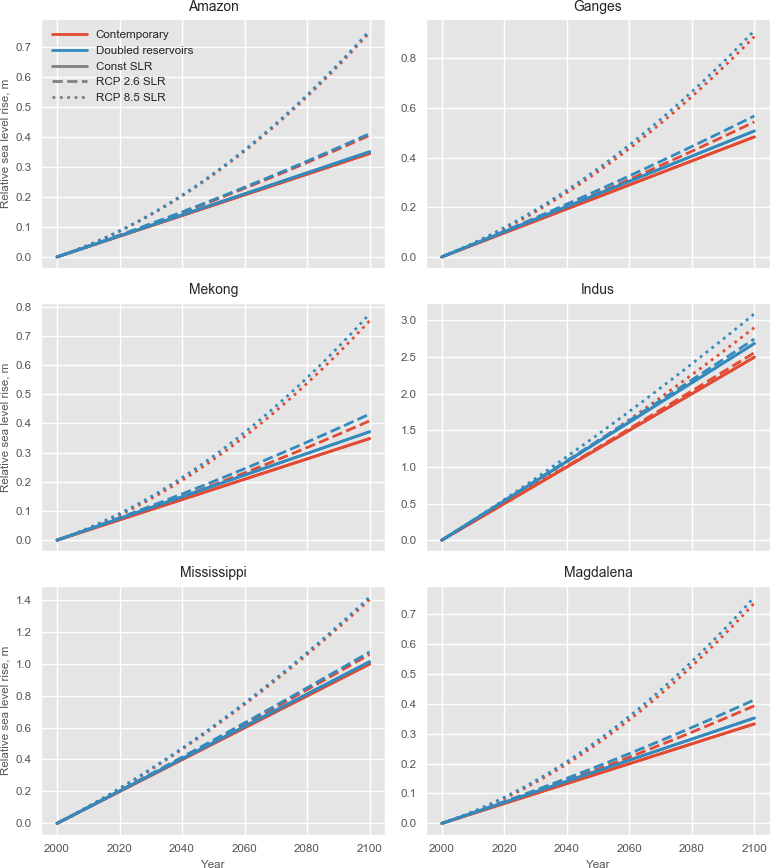 Amazon
Relative sea level rise, m
0.7
0.6
0.5
0.4
0.3
0.2
0.1
0.0
Contemporary
Doubled reservoirs
Const SLR
RCP 2.6 SLR
RCP 8.5 SLR
Ganges
0.8
0.6
0.4
0.2
0.0
Mekong
Relative sea level rise, m
0.8
0.7
0.6
0.5
0.4
0.3
0.2
0.1
0.0
Indus
3.0
2.5
2.0
1.5
1.0
0.5
0.0
Mississippi
Relative sea level rise, m
1.4
1.2
1.0
0.8
0.6
0.4
0.2
0.0
2000 2020 2040 2060 2080 2100
Year
Magdalena
0.7
0.6
0.5
0.4
0.3
0.2
0.1
0.0
2000 2020 2040 2060 2080 2100
Year